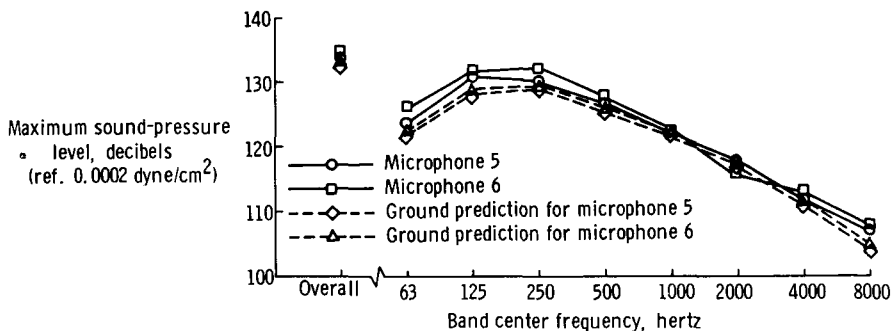 140
130
120
110
100
Maximum sound-pressure
level, decibels
(ref. 0.0002 dyne/cm²)
Microphone 5
Microphone 6
Ground prediction for microphone 5
Ground prediction for microphone 6
Overall 63 125 250 500 1000 2000 4000 8000
Band center frequency, hertz